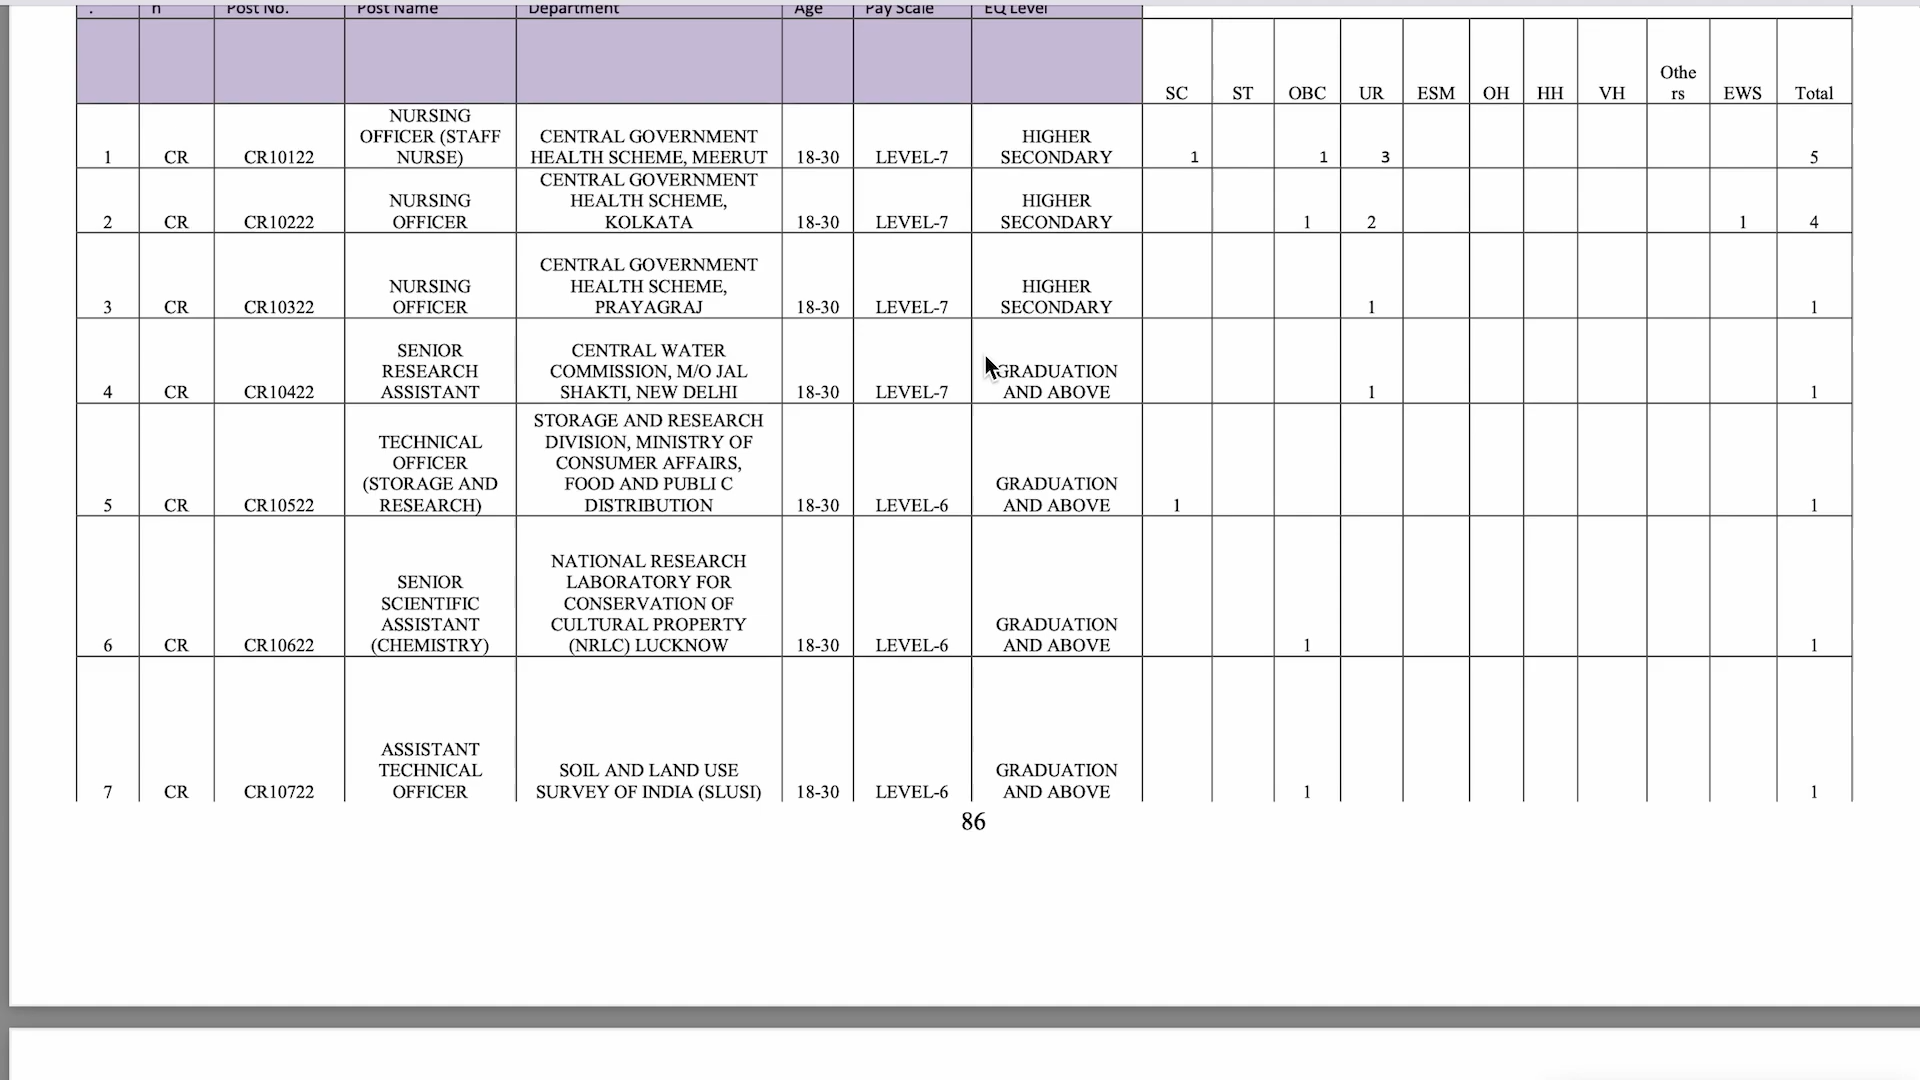 . n Post No. Post Name Department Age Pay Scale EQ Level
Othe
SC ST OBC UR ESM OH HH VH rs EWS Total
NURSING
OFFICER (STAFF CENTRAL GOVERNMENT HIGHER
1 CR CR10122 NURSE) HEALTH SCHEME, MEERUT 18-30 LEVEL-7 SECONDARY 1 1 3 5
CENTRAL GOVERNMENT
NURSING HEALTH SCHEME, HIGHER
2 CR CR10222 OFFICER KOLKATA 18-30 LEVEL-7 SECONDARY 1 2 1 4
CENTRAL GOVERNMENT
NURSING HEALTH SCHEME, HIGHER
3 CR CR10322 OFFICER PRAYAGRAJ 18-30 LEVEL-7 SECONDARY 1 1
SENIOR CENTRAL WATER
RESEARCH COMMISSION, M/O JAL GRADUATION
4 CR CR10422 ASSISTANT SHAKTI, NEW DELHI 18-30 LEVEL-7 AND ABOVE 1 1
STORAGE AND RESEARCH
TECHNICAL DIVISION, MINISTRY OF
OFFICER CONSUMER AFFAIRS,
(STORAGE AND FOOD AND PUBLI C GRADUATION
5 CR CR10522 RESEARCH) DISTRIBUTION 18-30 LEVEL-6 AND ABOVE 1 1
NATIONAL RESEARCH
SENIOR LABORATORY FOR
SCIENTIFIC CONSERVATION OF
ASSISTANT CULTURAL PROPERTY GRADUATION
6 CR CR10622 (CHEMISTRY) (NRLC) LUCKNOW 18-30 LEVEL-6 AND ABOVE 1 1
ASSISTANT
TECHNICAL SOIL AND LAND USE GRADUATION
7 CR CR10722 OFFICER SURVEY OF INDIA (SLUSI) 18-30 LEVEL-6 AND ABOVE 1 1
86